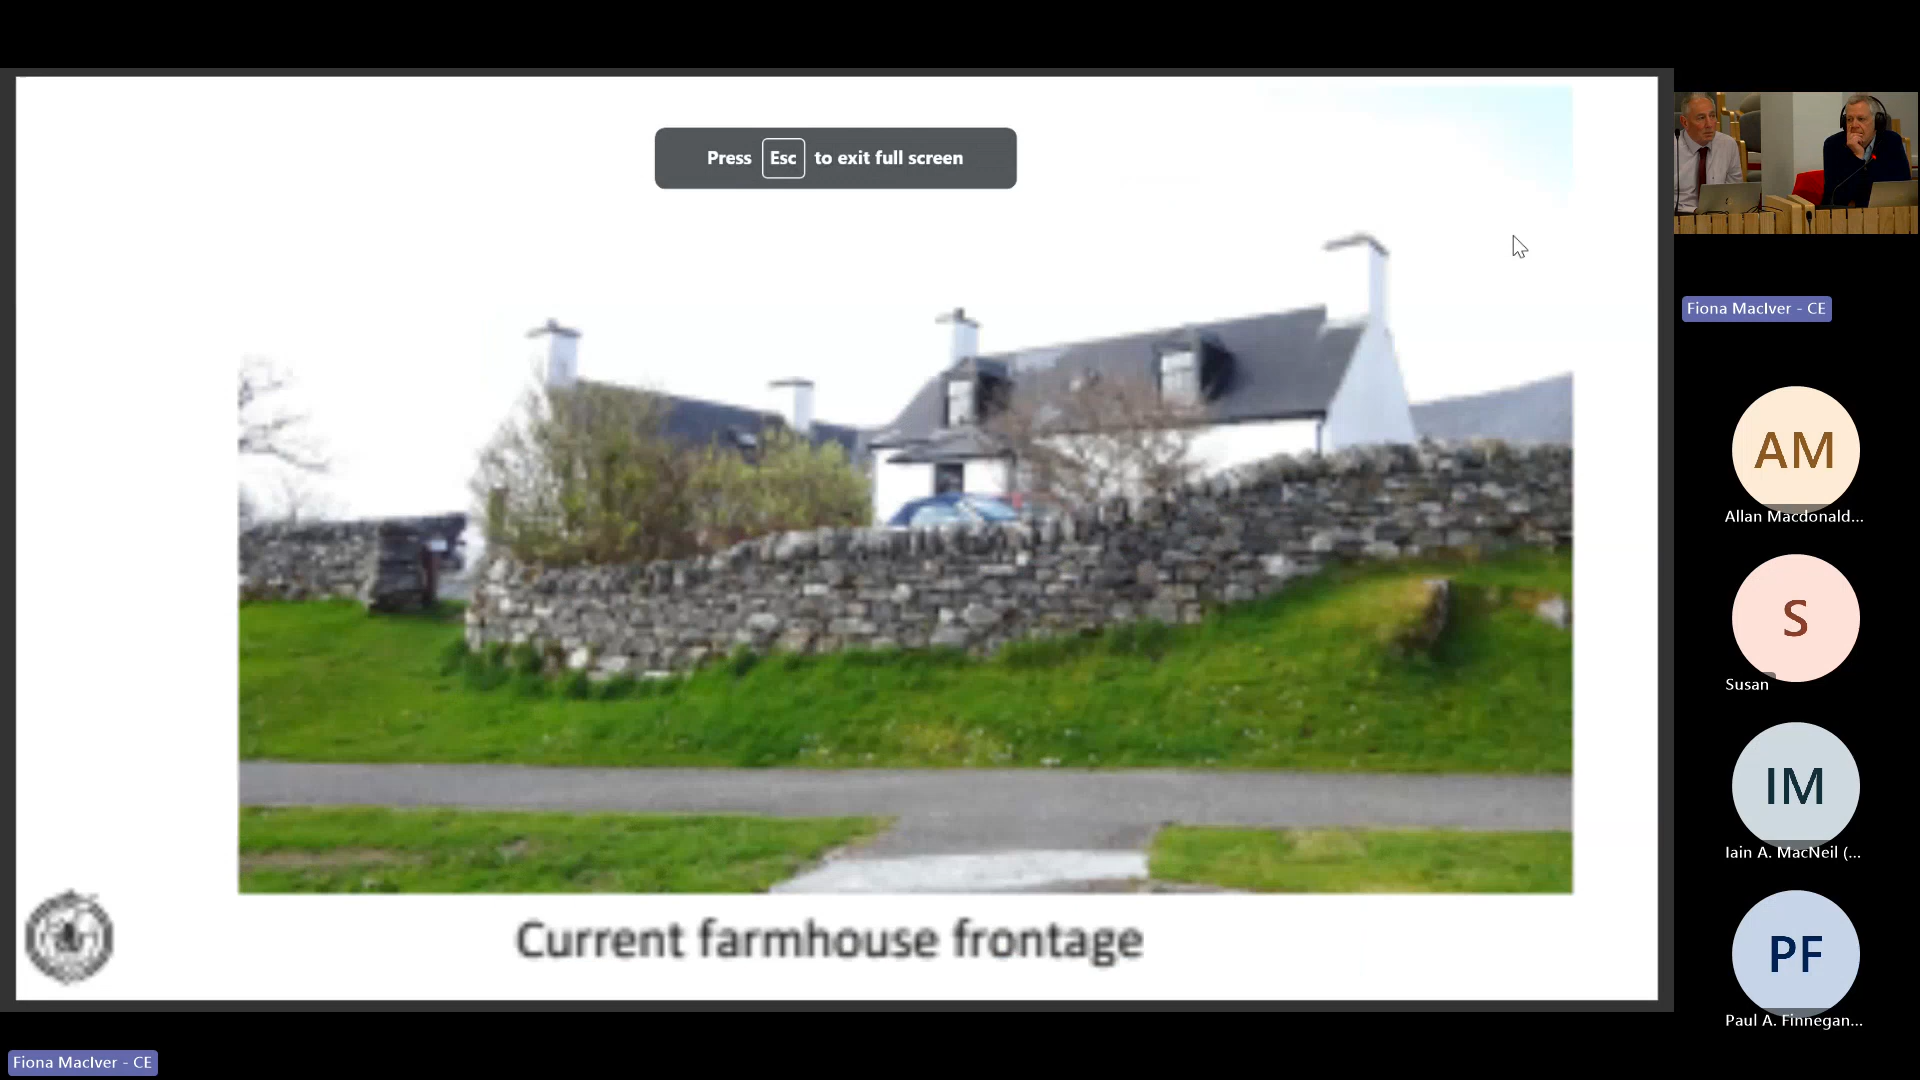 Press Esc to exit full screen
Current farmhouse frontage
Fiona MacIver - CE
AM
Allan Macdonald...
S
Susan
IM
Iain A. MacNeil (...
PF
Paul A. Finnegan...
Fiona MacIver - CE